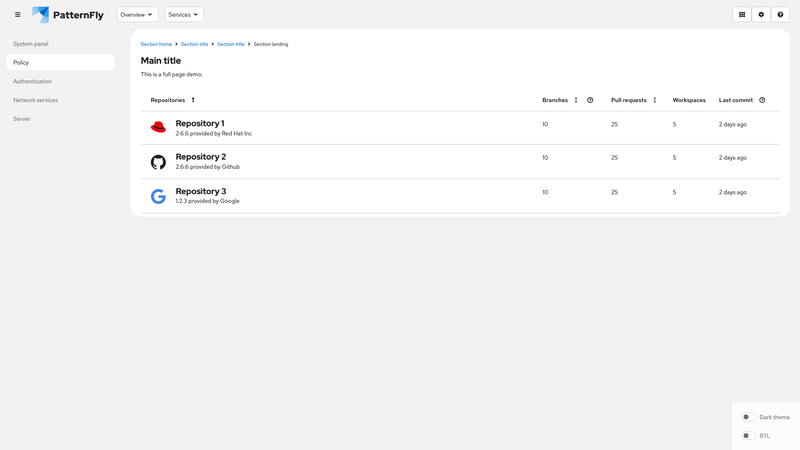 PatternFly
Overview
Services
System panel
Policy
Authentication
Network services
Server
Section home
Section title
Section title
Section landing
Main title
This is a full page demo.
Repositories Branches Pull requests Workspaces Last commit
Repository 1
2.6.6 provided by Red Hat Inc
10 25 5 2 days ago
Repository 2
2.6.6 provided by Github
10 25 5 2 days ago
Repository 3
1.2.3 provided by Google
10 25 5 2 days ago
Dark theme
RTL